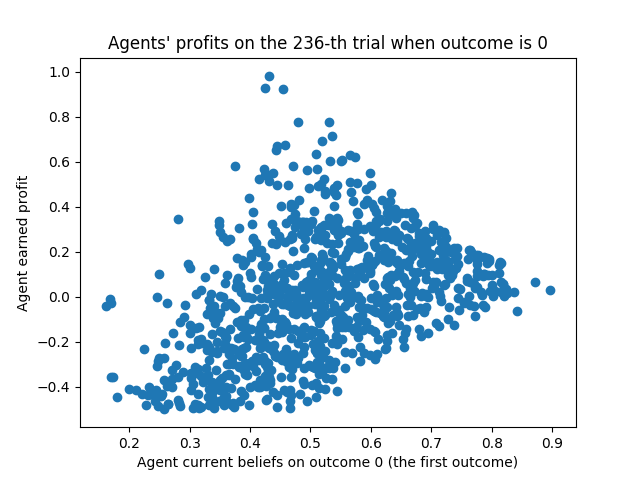 Agents' profits on the 236-th trial when outcome is 0
1.0
0.8
0.6
0.4
0.2
0.0
−0.2
−0.4
Agent earned profit
0.2 0.3 0.4 0.5 0.6 0.7 0.8 0.9
Agent current beliefs on outcome 0 (the first outcome)